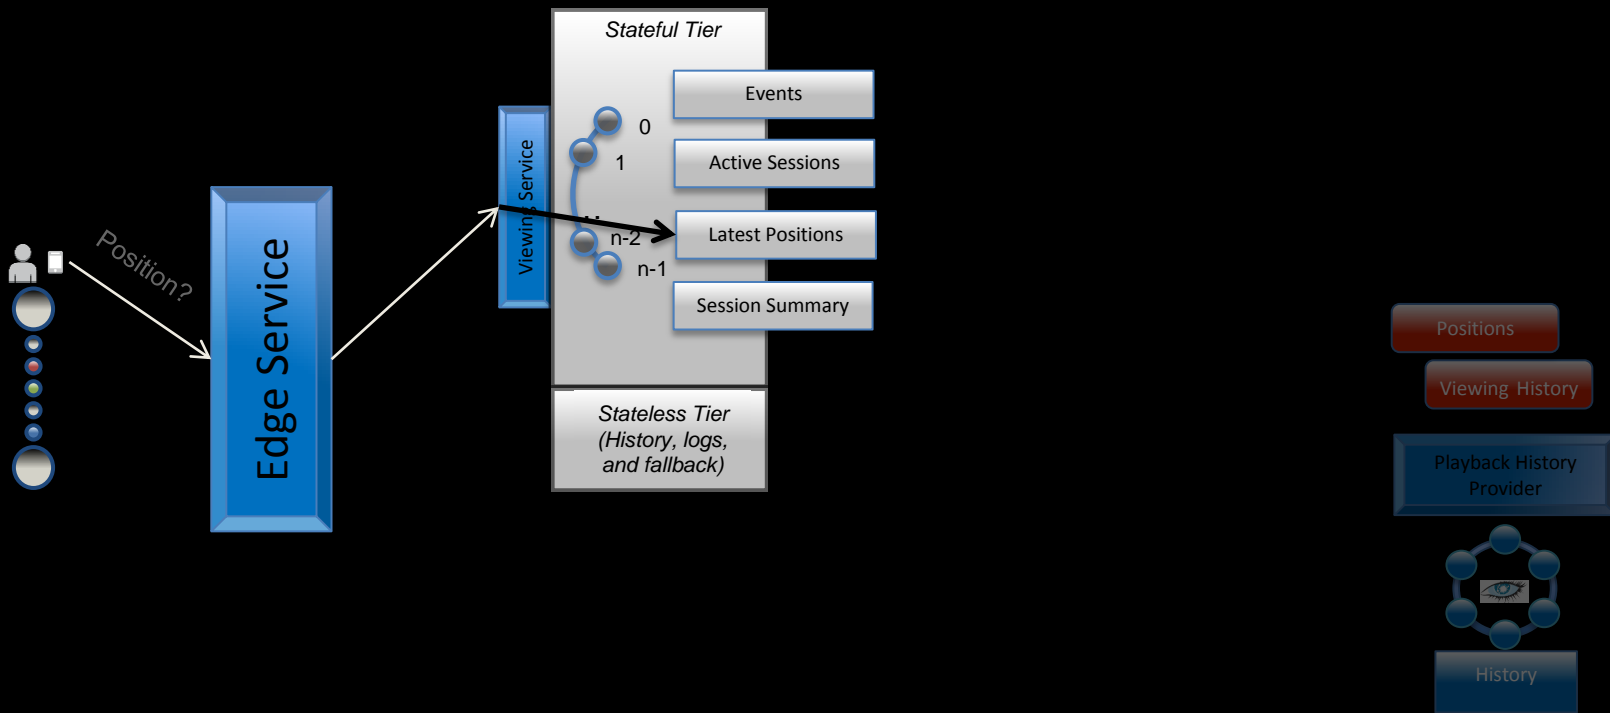 Stateful Tier
Events
0
Active Sessions
1
Viewing Service
..
Latest Positions
n-2
n-1
Session Summary
Position?
Edge Service
Stateless Tier
(History, logs,
and fallback)
Positions
Viewing History
Playback History
Provider
History